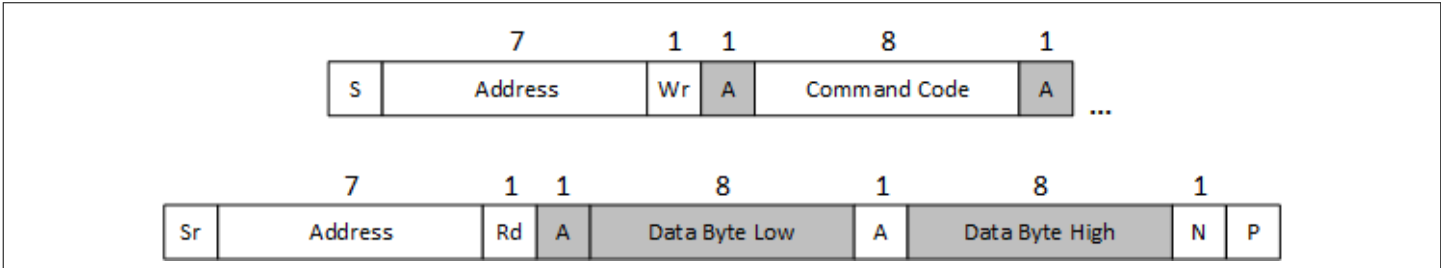 7 1 1 8 1
S Address Wr A Command Code A ...
7 1 1 8 1 8 1
Sr Address Rd A Data Byte Low A Data Byte High N P